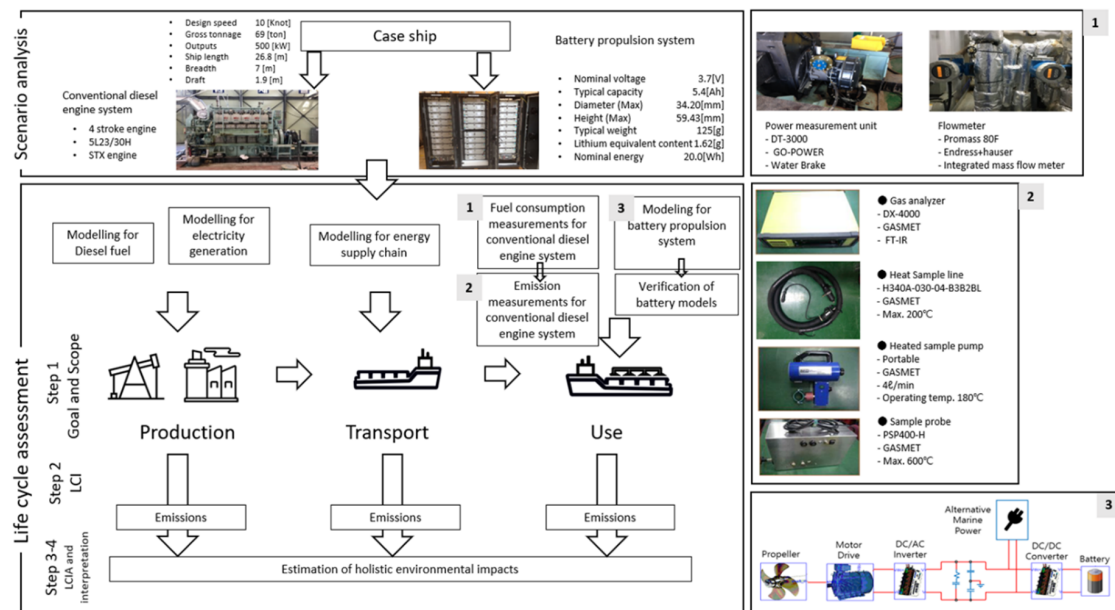 Scenario analysis
Case ship
• Design speed 10 [Knot]
• Gross tonnage 69 [ton]
• Outputs 500 [kW]
• Ship length 26.8 [m]
• Breadth 7 [m]
• Draft 1.9 [m]
Conventional diesel
engine system
• 4 stroke engine
• 5L23/30H
• STX engine
Battery propulsion system
• Nominal voltage 3.7[V]
• Typical capacity 5.4[Ah]
• Diameter (Max) 34.20[mm]
• Height (Max) 59.43[mm]
• Typical weight 125[g]
• Lithium equivalent content 1.62[g]
• Nominal energy 20.0[Wh]
Life cycle assessment
Step 1
Goal and Scope
Modelling for
Diesel fuel
Modelling for
electricity
generation
Modelling for energy
supply chain
1
Fuel consumption
measurements for
conventional diesel
engine system
2
Emission
measurements for
conventional diesel
engine system
3
Modeling for
battery propulsion
system
Verification of
battery models
Production
Transport
Use
Step 2
LCI
Emissions
Emissions
Emissions
Step 3-4
LCIA and
interpretation
Estimation of holistic environmental impacts
1
Power measurement unit
- DT-3000
- GO-POWER
- Water Brake
Flowmeter
- Promass 80F
- Endress+hauser
- Integrated mass flow meter
2
● Gas analyzer
- DX-4000
- GASMET
- FT-IR
● Heat Sample line
- H340A-030-04-B3B2BL
- GASMET
- Max. 200℃
● Heated sample pump
- Portable
- GASMET
- 4ℓ/min
- Operating temp. 180℃
● Sample probe
- PSP400-H
- GASMET
- Max. 600℃
3
Alternative
Marine
Power
Propeller
Motor
Drive
DC/AC
Inverter
DC/DC
Converter
Battery